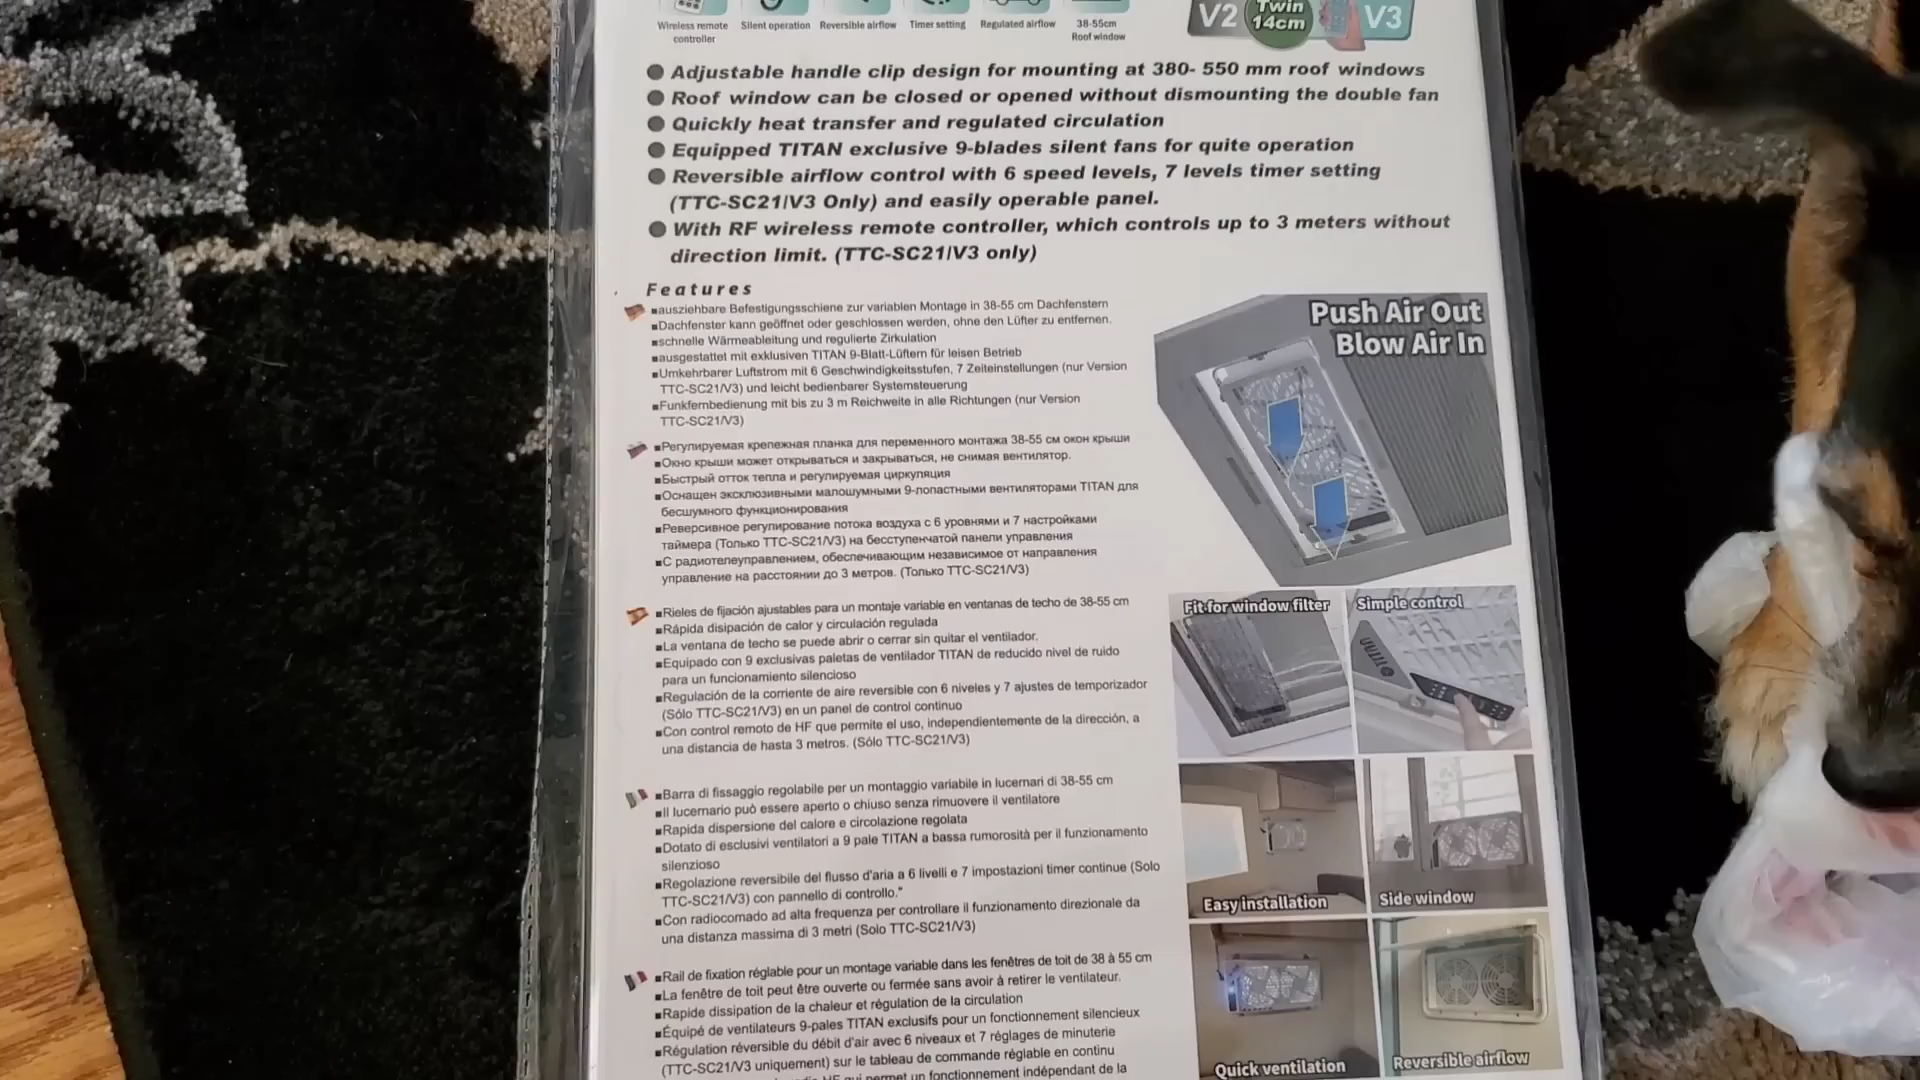 Wireless remote
controller
Silent operation
Reversible airflow
Timer setting
Regulated airflow
38-55cm
Roof window
V2
Twin
14cm
V3
Adjustable handle clip design for mounting at 380- 550 mm roof windows
Roof window can be closed or opened without dismounting the double fan
Quickly heat transfer and regulated circulation
Equipped TITAN exclusive 9-blades silent fans for quite operation
Reversible airflow control with 6 speed levels, 7 levels timer setting
(TTC-SC21/V3 Only) and easily operable panel.
With RF wireless remote controller, which controls up to 3 meters without
direction limit. (TTC-SC21/V3 only)
Features
ausziehbare Befestigungsschiene zur variablen Montage in 38-55 cm Dachfenstern
Dachfenster kann geöffnet oder geschlossen werden, ohne den Lüfter zu entfernen.
schnelle Wärmeableitung und regulierte Zirkulation
ausgestattet mit exklusiven TITAN 9-Blatt-Lüftern für leisen Betrieb
Umkehrbarer Luftstrom mit 6 Geschwindigkeitsstufen, 7 Zeiteinstellungen (nur Version
TTC-SC21/V3) und leicht bedienbarer Systemsteuerung
Funkfernbedienung mit bis zu 3 m Reichweite in alle Richtungen (nur Version
TTC-SC21/V3)
Регулируемая крепежная планка для переменного монтажа 38-55 см окон крыши
Окно крыши может открываться и закрываться, не снимая вентилятор.
Быстрый отток тепла и регулируемая циркуляция
Оснащен эксклюзивными малошумными 9-лопастными вентиляторами TITAN для
бесшумного функционирования
Реверсивное регулирование потока воздуха с 6 уровнями и 7 настройками
таймера (Только TTC-SC21/V3) на бесступенчатой панели управления
С радиотелеуправлением, обеспечивающим независимое от направления
управление на расстоянии до 3 метров. (Только TTC-SC21/V3)
Rieles de fijación ajustables para un montaje variable en ventanas de techo de 38-55 cm
Rápida disipación de calor y circulación regulada
La ventana de techo se puede abrir o cerrar sin quitar el ventilador.
Equipado con 9 exclusivas paletas de ventilador TITAN de reducido nivel de ruido
para un funcionamiento silencioso
Regulación de la corriente de aire reversible con 6 niveles y 7 ajustes de temporizador
(Sólo TTC-SC21/V3) en un panel de control continuo
Con control remoto de HF que permite el uso, independientemente de la dirección, a
una distancia de hasta 3 metros. (Sólo TTC-SC21/V3)
Barra di fissaggio regolabile per un montaggio variabile in lucernari di 38-55 cm
Il lucernario può essere aperto o chiuso senza rimuovere il ventilatore
Rapida dispersione del calore e circolazione regolata
Dotato di esclusivi ventilatori a 9 pale TITAN a bassa rumorosità per il funzionamento
silenzioso
Regolazione reversibile del flusso d'aria a 6 livelli e 7 impostazioni timer continue (Solo
TTC-SC21/V3) con pannello di controllo."
Con radiocomado ad alta frequenza per controllare il funzionamento direzionale da
una distanza massima di 3 metri (Solo TTC-SC21/V3)
Rail de fixation réglable pour un montage variable dans les fenêtres de toit de 38 à 55 cm
La fenêtre de toit peut être ouverte ou fermée sans avoir à retirer le ventilateur.
Rapide dissipation de la chaleur et régulation de la circulation
Équipé de ventilateurs 9-pales TITAN exclusifs pour un fonctionnement silencieux
Régulation réversible du débit d'air avec 6 niveaux et 7 réglages de minuterie
(TTC-SC21/V3 uniquement) sur le tableau de commande réglable en continu
HF qui permet un fonctionnement indépendant de la
Push Air Out
Blow Air In
Fit for window filter
Simple control
TITAN
Easy installation
Side window
Quick ventilation
Reversible airflow